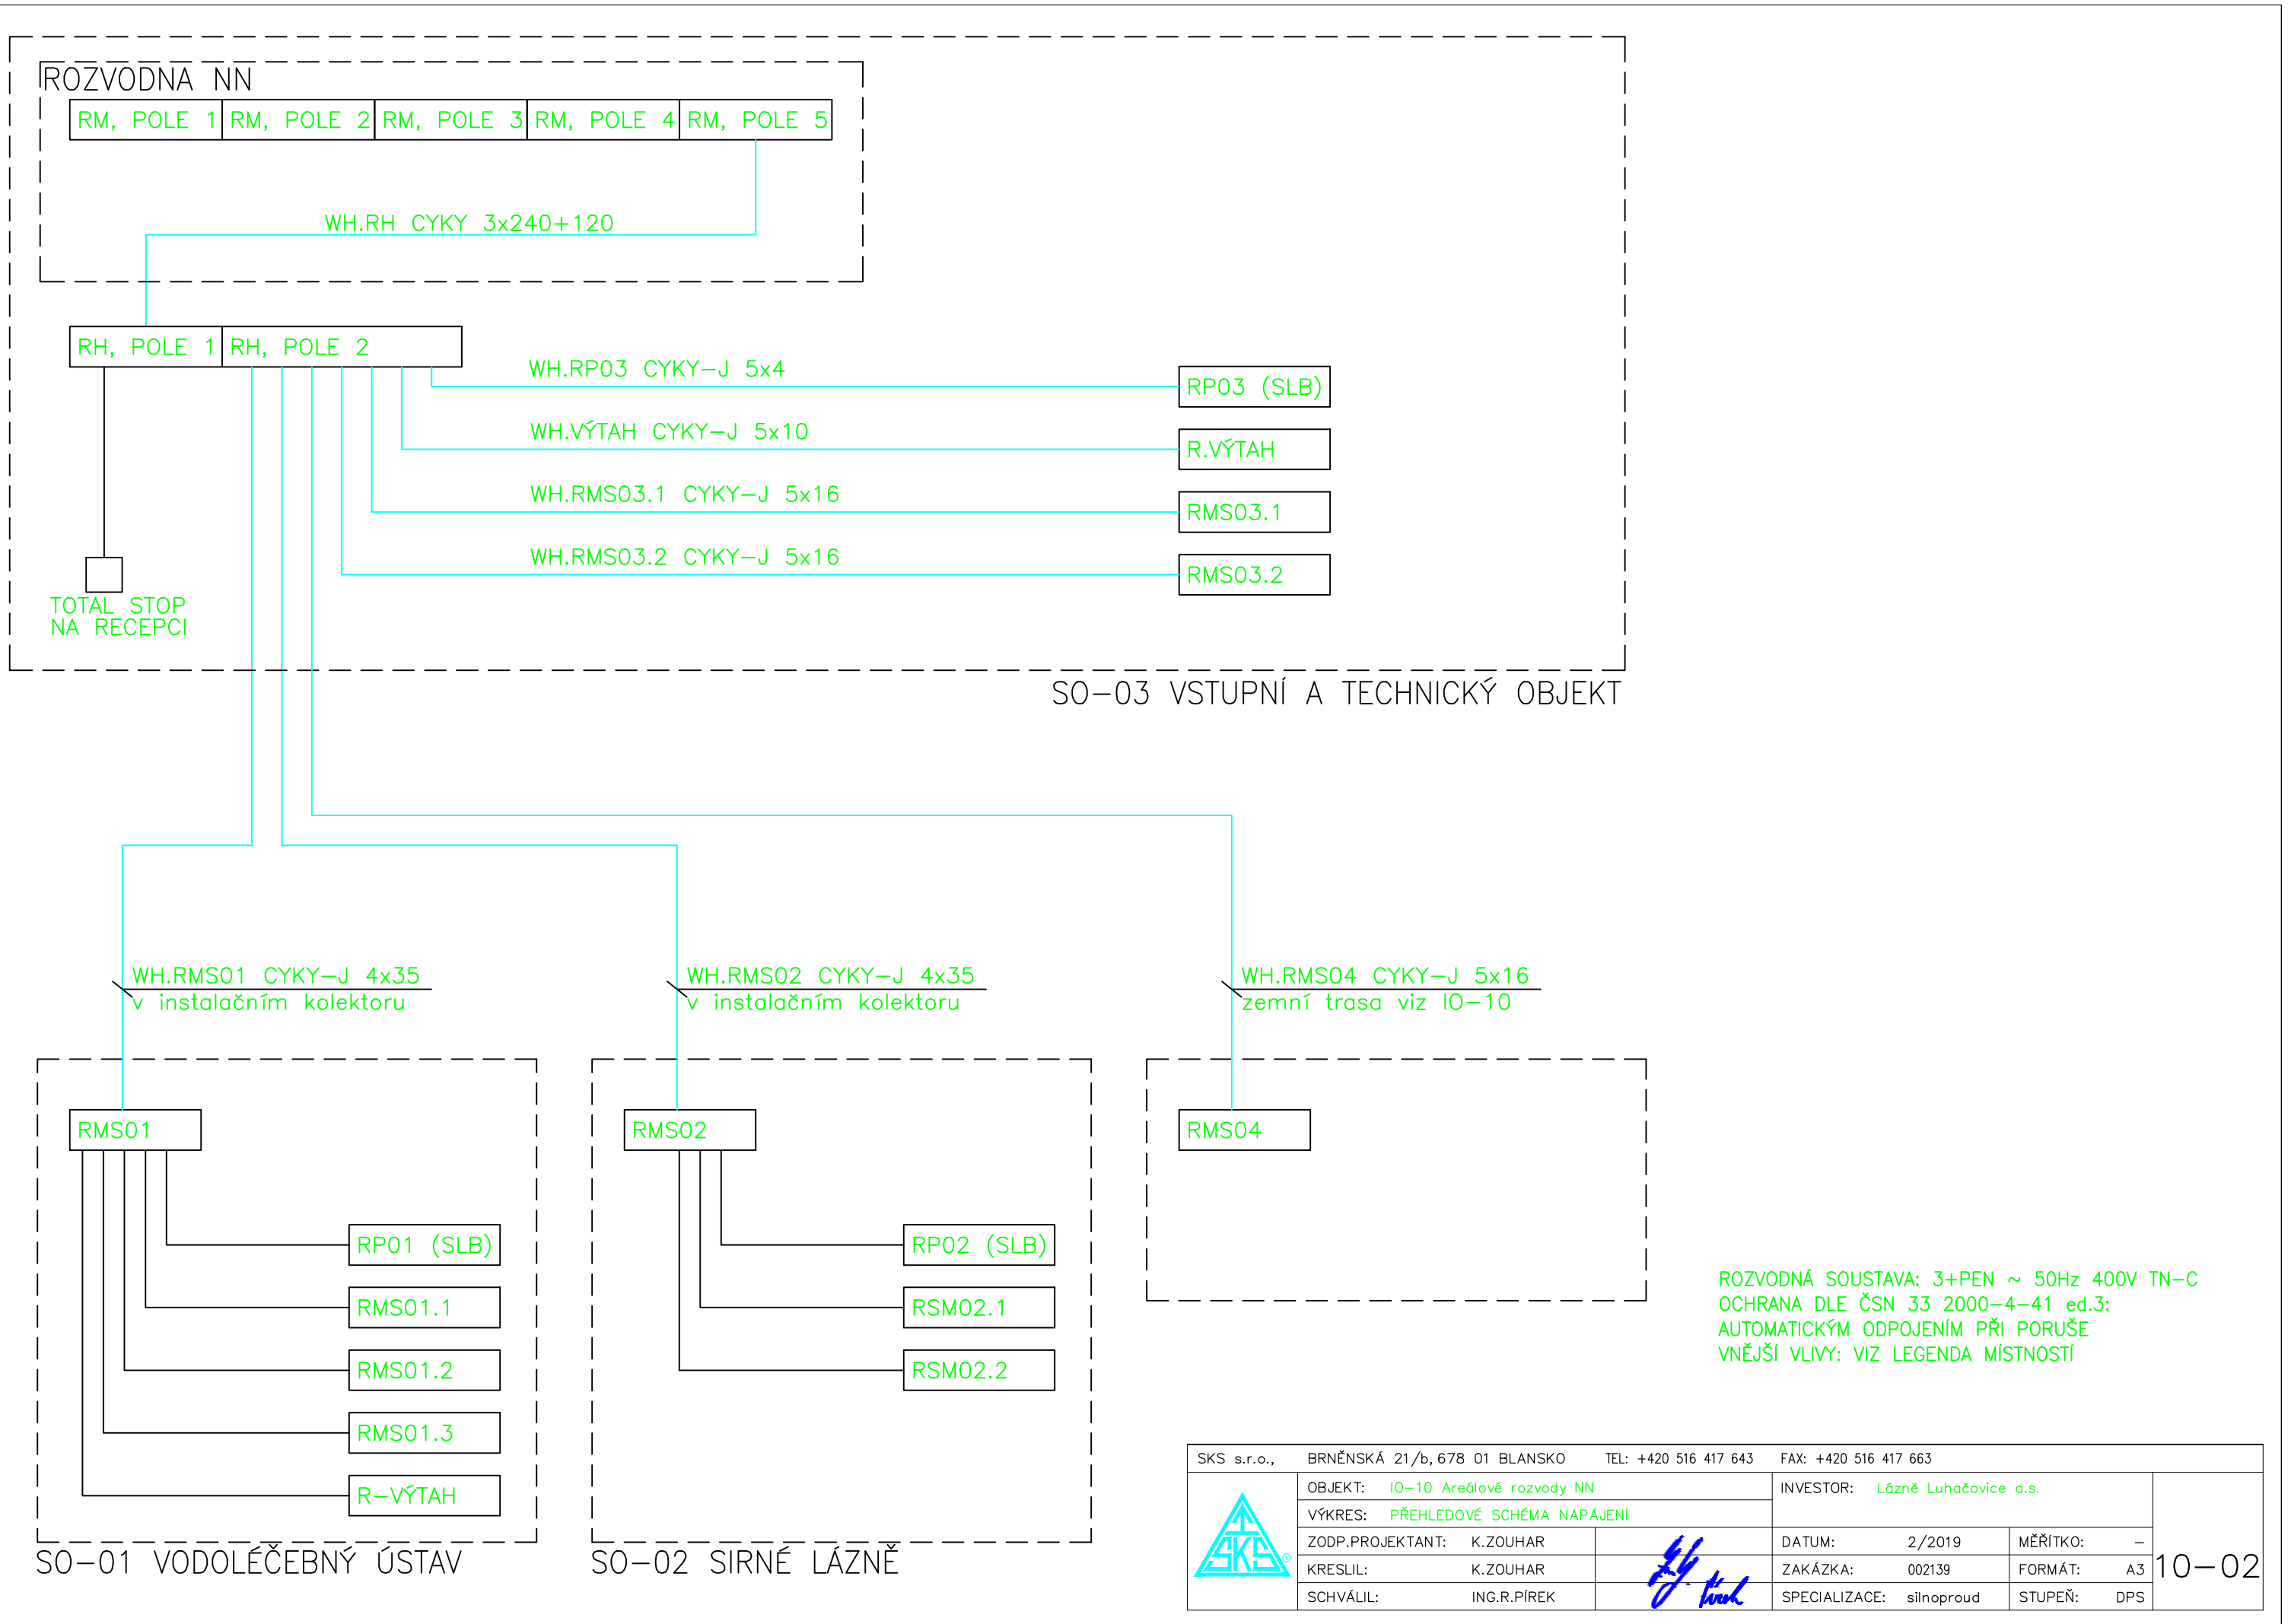 ROZVODNA NN
RM, POLE 1 RM, POLE 2 RM, POLE 3 RM, POLE 4 RM, POLE 5
WH.RH CYKY 3x240+120
RH, POLE 1 RH, POLE 2
WH.RP03 CYKY-J 5x4
RP03 (SLB)
WH.VÝTAH CYKY-J 5x10
R.VÝTAH
WH.RMS03.1 CYKY-J 5x16
RMS03.1
WH.RMS03.2 CYKY-J 5x16
RMS03.2
TOTAL STOP
NA RECEPCI
SO-03 VSTUPNÍ A TECHNICKÝ OBJEKT
WH.RMS01 CYKY-J 4x35
v instalačním kolektoru
WH.RMS02 CYKY-J 4x35
v instalačním kolektoru
WH.RMS04 CYKY-J 5x16
zemní trasa viz IO-10
RMS01
RP01 (SLB)
RMS01.1
RMS01.2
RMS01.3
R-VÝTAH
SO-01 VODOLÉČEBNÝ ÚSTAV
RMS02
RP02 (SLB)
RSM02.1
RSM02.2
SO-02 SIRNÉ LÁZNĚ
RMS04
ROZVODNÁ SOUSTAVA: 3+PEN ~ 50Hz 400V TN-C
OCHRANA DLE ČSN 33 2000-4-41 ed.3:
AUTOMATICKÝM ODPOJENÍM PŘI PORUŠE
VNĚJŠÍ VLIVY: VIZ LEGENDA MÍSTNOSTÍ
SKS s.r.o., BRNĚNSKÁ 21/b, 678 01 BLANSKO TEL: +420 516 417 643 FAX: +420 516 417 663
OBJEKT: IO-10 Areálové rozvody NN INVESTOR: Lázně Luhačovice a.s.
VÝKRES: PŘEHLEDOVÉ SCHÉMA NAPÁJENÍ
ZODP.PROJEKTANT: K.ZOUHAR DATUM: 2/2019 MĚŘÍTKO: -
KRESLIL: K.ZOUHAR ZAKÁZKA: 002139 FORMÁT: A3
SCHVÁLIL: ING.R.PÍREK SPECIALIZACE: silnoproud STUPEŇ: DPS
10-02
SKS ®